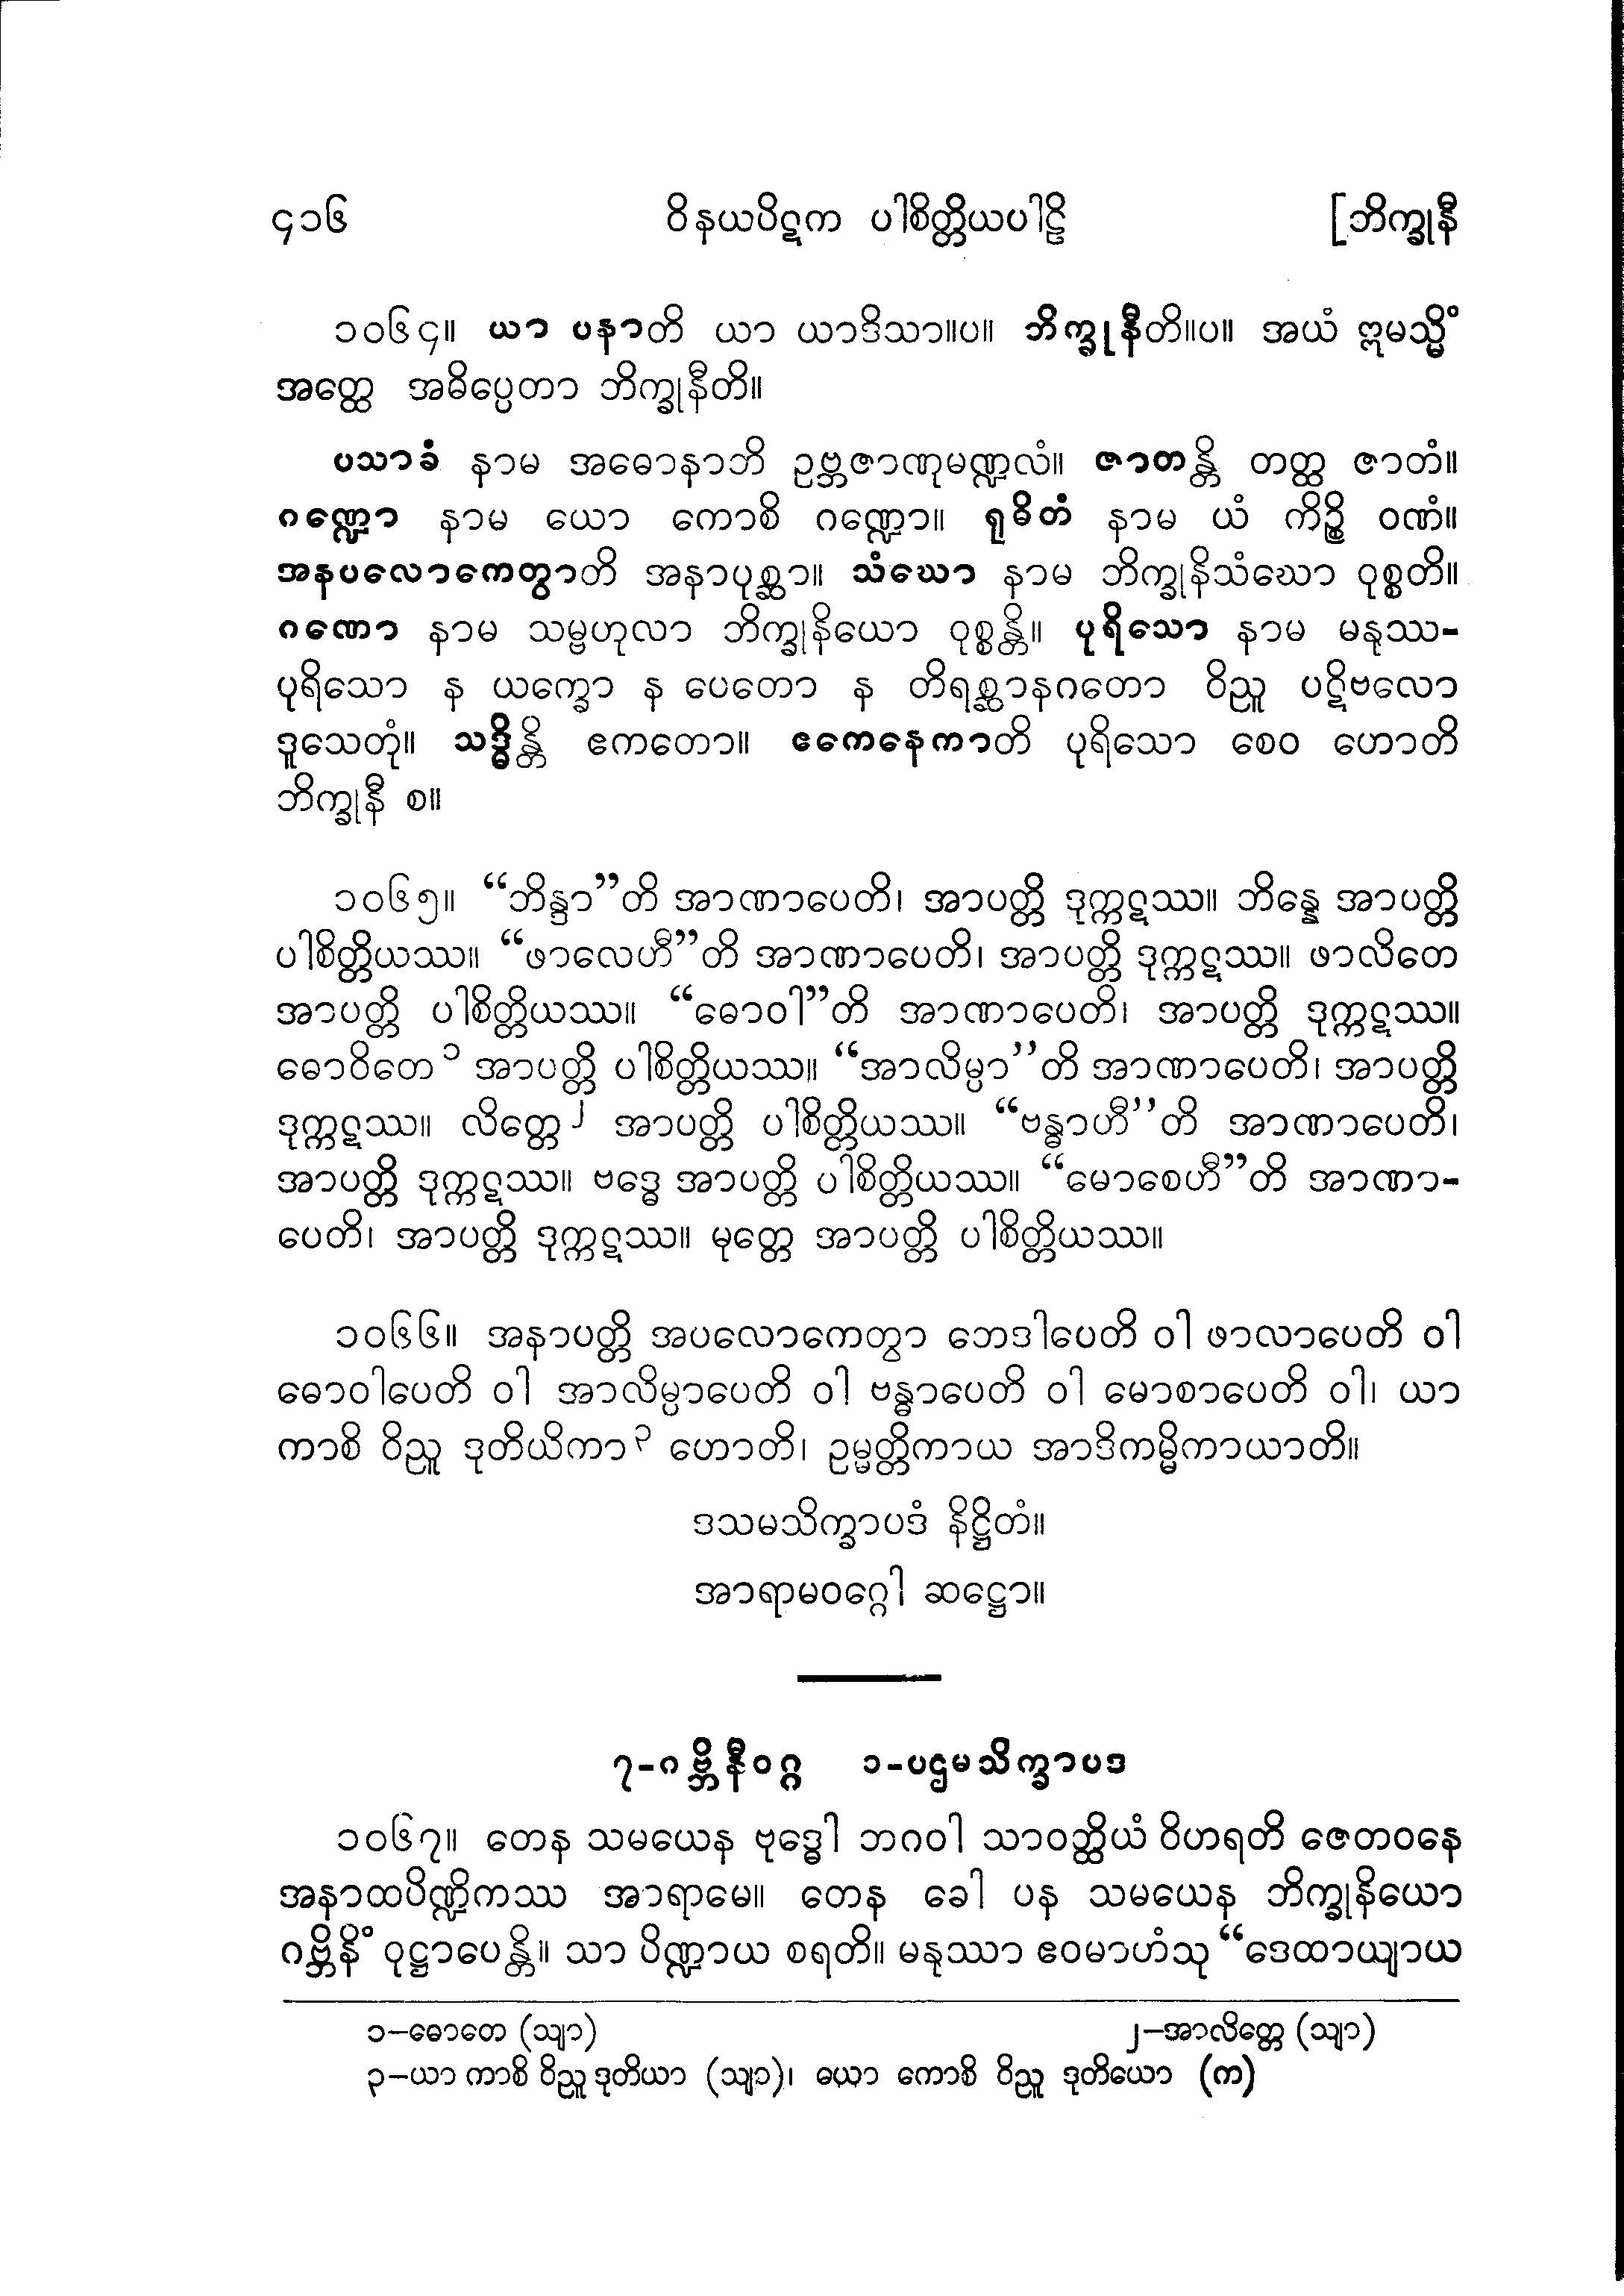 ၄၁၆ ဝိနယပိဋက ပါစိတ္တိယပါဠိ [ဘိက္ခုနီ
၁ဝ၆၄။ ယာ ပနာတိ ယာ ယာဒိသာ။ပ။ ဘိက္ခုနီတိ။ပ။ အယံ ဣမသ္မိံ
အတ္ထေ အဓိပ္ပေတာ ဘိက္ခုနီတိ။
ပသာခံ နာမ အဓောနာဘိ ဥဗ္ဘဇာဏုမဏ္ဍလံ။ ဇာတန္တိ တတ္ထ ဇာတံ။
ဂဏ္ဍော နာမ ယော ကောစိ ဂဏ္ဍော။ ရုဓိတံ နာမ ယံ ကိဉ္စိ ဝဏံ။
အနပလောကေတွာတိ အနာပုစ္ဆာ။ သံဃော နာမ ဘိက္ခုနိသံဃော ဝုစ္စတိ။
ဂဏော နာမ သမ္ဗဟုလာ ဘိက္ခုနိယော ဝုစ္စန္တိ။ ပုရိသော နာမ မနုဿ-
ပုရိသော န ယက္ခော န ပေတော န တိရစ္ဆာနဂတော ဝိညူ ပဋိဗလော
ဒူသေတုံ။ သဒ္ဓိန္တိ ဧကတော။ ဧကေနေကာတိ ပုရိသော စေဝ ဟောတိ
ဘိက္ခုနီ စ။
၁ဝ၆၅။ “ဘိန္ဒာ”တိ အာဏာပေတိ၊ အာပတ္တိ ဒုက္ကဋဿ။ ဘိန္နေ အာပတ္တိ
ပါစိတ္တိယဿ။ “ဖာလေဟီ”တိ အာဏာပေတိ၊ အာပတ္တိ ဒုက္ကဋဿ။ ဖာလိတေ
အာပတ္တိ ပါစိတ္တိယဿ။ “ဓောဝါ”တိ အာဏာပေတိ၊ အာပတ္တိ ဒုက္ကဋဿ။
ဓောဝိတေ ၁ အာပတ္တိ ပါစိတ္တိယဿ။ “အာလိမ္ပာ”တိ အာဏာပေတိ၊ အာပတ္တိ
ဒုက္ကဋဿ။ လိတ္တေ ၂ အာပတ္တိ ပါစိတ္တိယဿ။ “ဗန္ဓာဟီ”တိ အာဏာပေတိ၊
အာပတ္တိ ဒုက္ကဋဿ။ ဗဒ္ဓေ အာပတ္တိ ပါစိတ္တိယဿ။ “မောစေဟီ”တိ အာဏာ-
ပေတိ၊ အာပတ္တိ ဒုက္ကဋဿ။ မုတ္တေ အာပတ္တိ ပါစိတ္တိယဿ။
၁ဝ၆၆။ အနာပတ္တိ အပလောကေတွာ ဘေဒါပေတိ ဝါ ဖာလာပေတိ ဝါ
ဓောဝါပေတိ ဝါ အာလိမ္ပာပေတိ ဝါ ဗန္ဓာပေတိ ဝါ မောစာပေတိ ဝါ၊ ယာ
ကာစိ ဝိညူ ဒုတိယိကာ ၃ ဟောတိ၊ ဥမ္မတ္တိကာယ အာဒိကမ္မိကာယာတိ။
ဒသမသိက္ခာပဒံ နိဋ္ဌိတံ။
အာရာမဝဂ္ဂေါ ဆဋ္ဌော။
၇-ဂဗ္ဘိနီဝဂ္ဂ ၁-ပဌမသိက္ခာပဒ
၁ဝ၆၇။ တေန သမယေန ဗုဒ္ဓေါ ဘဂဝါ သာဝတ္ထိယံ ဝိဟရတိ ဇေတဝနေ
အနာထပိဏ္ဍိကဿ အာရာမေ။ တေန ခေါ ပန သမယေန ဘိက္ခုနိယော
ဂဗ္ဘိနိံ ဝုဋ္ဌာပေန္တိ။ သာ ပိဏ္ဍာယ စရတိ။ မနုဿာ ဧဝမာဟံသု “ဒေထာယျာယ
၁–ဓောတေ (သျာ) ၂–အာလိတ္တေ (သျာ)
၃–ယာ ကာစိ ဝိညူ ဒုတိယာ (သျာ)၊ ယော ကောစိ ဝိညူ ဒုတိယော (က)